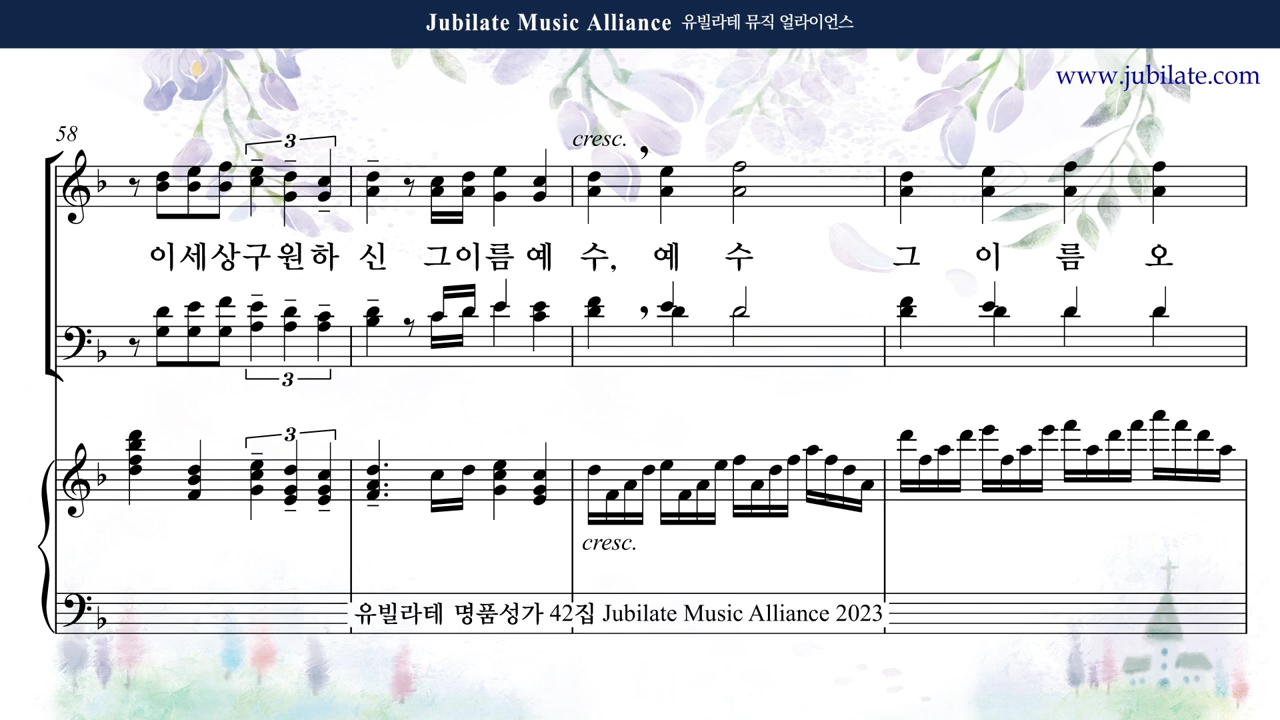 Jubilate Music Alliance 유빌라테 뮤직 얼라이언스
www.jubilate.com
58
3
cresc.
이세상구원하 신 그이름 예 수, 예 수 그 이 름 오
3
3
cresc.
유빌라테 명품성가 42집 Jubilate Music Alliance 2023